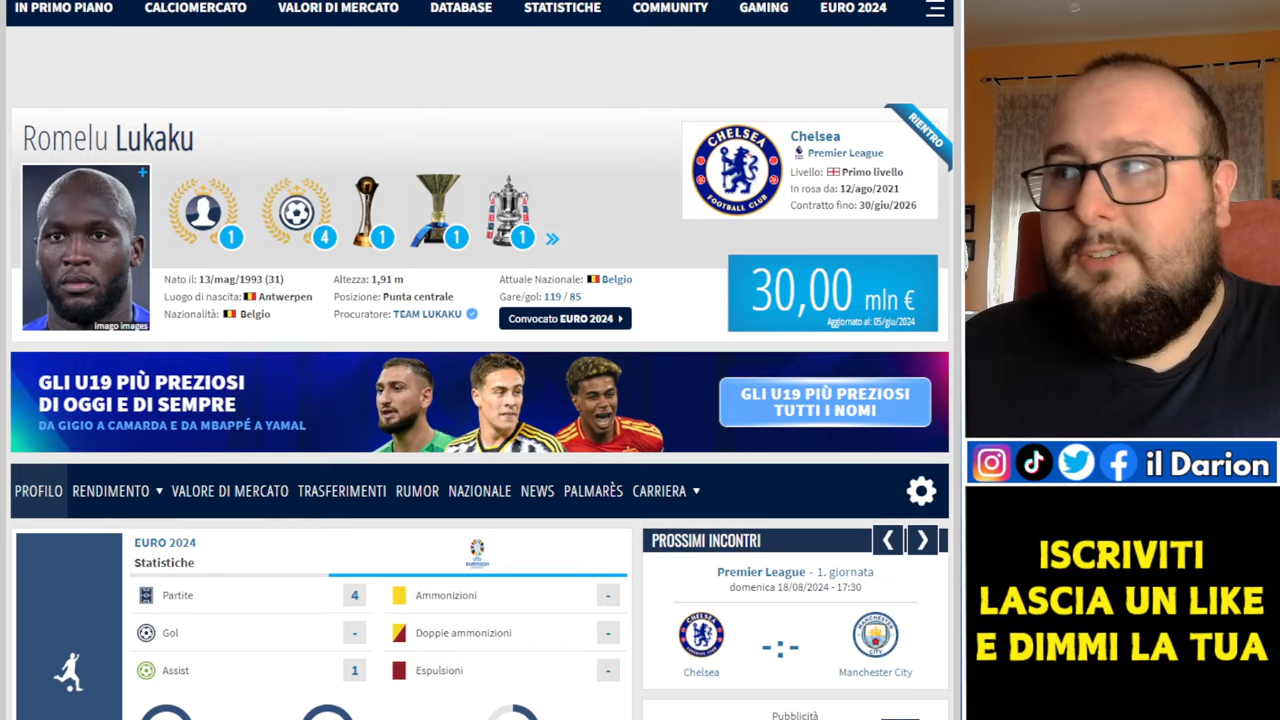 IN PRIMO PIANO CALCIOMERCATO VALORI DI MERCATO DATABASE STATISTICHE COMMUNITY GAMING EURO 2024
Romelu Lukaku
1 4 1 1 1
imago images
Nato il: 13/mag/1993 (31)
Luogo di nascita: Antwerpen
Nazionalità: Belgio
Altezza: 1,91 m
Posizione: Punta centrale
Procuratore: TEAM LUKAKU
Attuale Nazionale: Belgio
Gare/gol: 119 / 85
Convocato EURO 2024
CHELSEA
FOOTBALL CLUB
Chelsea
Premier League
Livello: Primo livello
In rosa da: 12/ago/2021
Contratto fino: 30/giu/2026
RIENTRO
30,00 mln €
Aggiornato al: 05/giu/2024
GLI U19 PIÙ PREZIOSI
DI OGGI E DI SEMPRE
DA GIGIO A CAMARDA E DA MBAPPÉ A YAMAL
GLI U19 PIÙ PREZIOSI
TUTTI I NOMI
PROFILO RENDIMENTO VALORE DI MERCATO TRASFERIMENTI RUMOR NAZIONALE NEWS PALMARÈS CARRIERA
EURO 2024
Statistiche
Partite 4 Ammonizioni -
Gol - Doppie ammonizioni -
Assist 1 Espulsioni -
PROSSIMI INCONTRI
Premier League - 1. giornata
domenica 18/08/2024 - 17:30
-:-
Chelsea Manchester City
Pubblicità
il Darion
ISCRIVITI
LASCIA UN LIKE
E DIMMI LA TUA